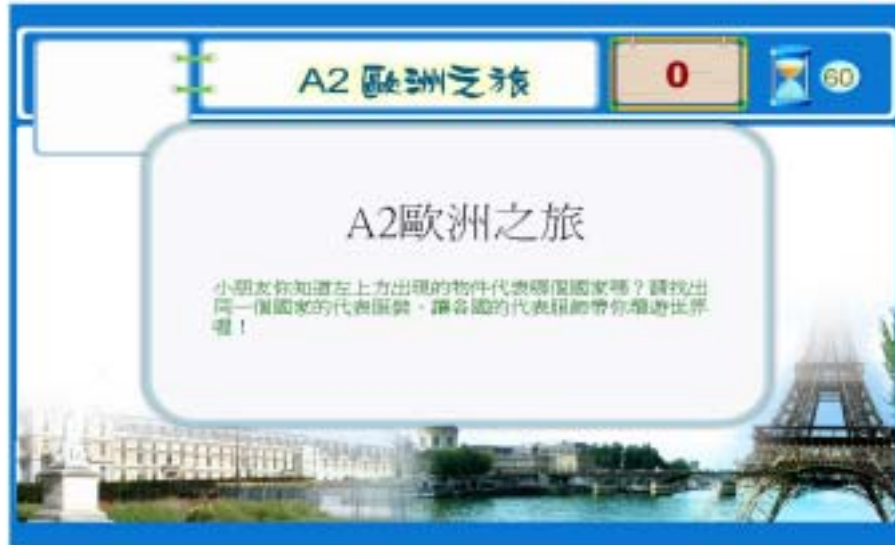 A2 歐洲之旅
0
60
A2歐洲之旅
小朋友你知道左上方出現的物件代表哪個國家嗎？請找出
同一個國家的代表服裝，讓各國的代表服飾帶你環遊世界
喔！